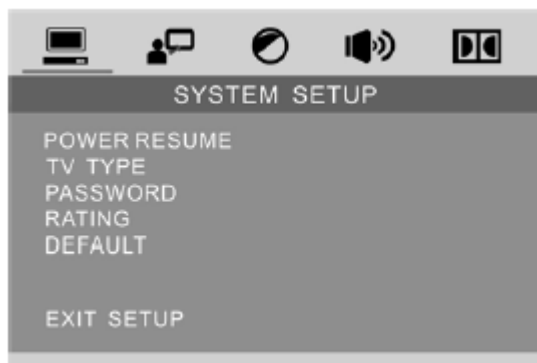 SYSTEM SETUP
POWER RESUME
TV TYPE
PASSWORD
RATING
DEFAULT
EXIT SETUP